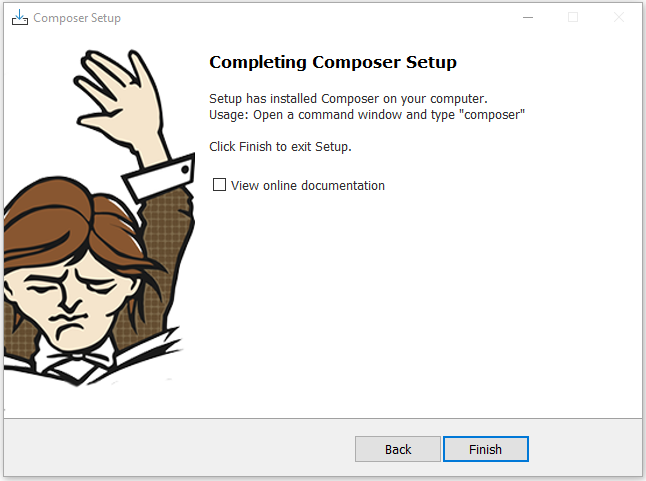 Composer Setup
Completing Composer Setup
Setup has installed Composer on your computer.
Usage: Open a command window and type "composer"
Click Finish to exit Setup.
View online documentation
Back
Finish